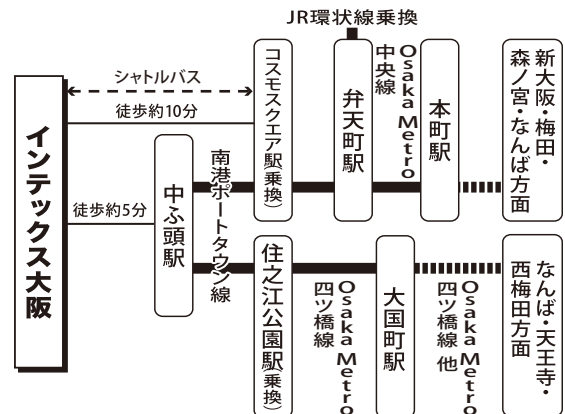 JR環状線乗換
インテックス大阪
シャトルバス
徒歩約10分
徒歩約5分
中ふ頭駅
南港ポートタウン線
コスモスクエア駅(乗換)
弁天町駅
Osaka Metro
中央線
本町駅
新大阪・梅田・
森ノ宮・なんば方面
住之江公園駅(乗換)
Osaka Metro
四ツ橋線
大国町駅
Osaka Metro
四ツ橋線 他
なんば・天王寺・
西梅田方面